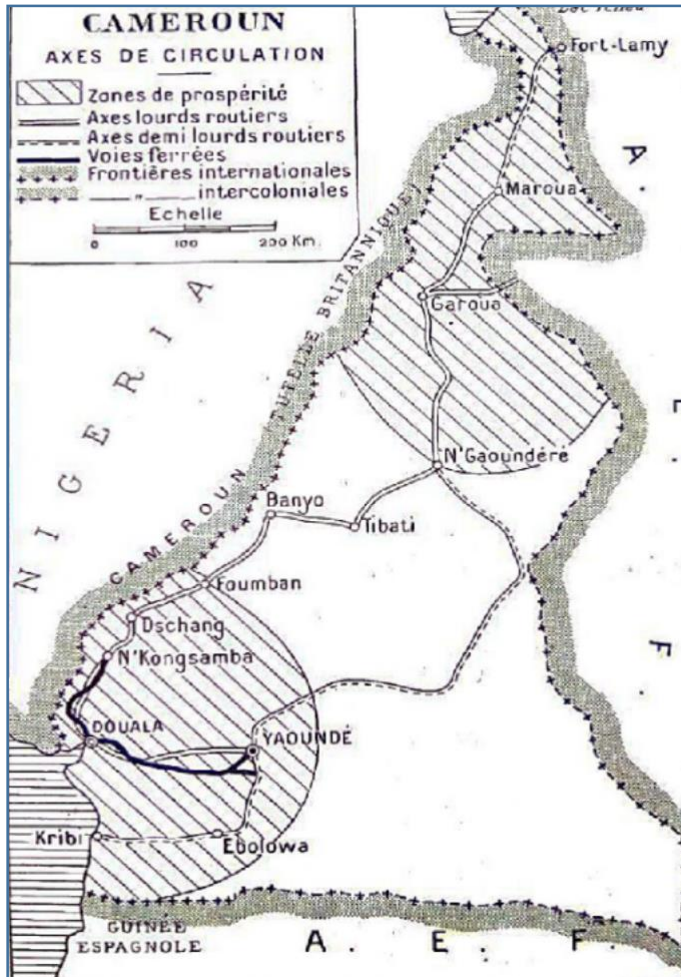 CAMEROUN
AXES DE CIRCULATION
Zones de prospérité
Axes lourds routiers
Axes demi lourds routiers
Voies ferrées
Frontières internationales
— „ — intercoloniales
Echelle
0 100 200 Km.
Fort-Lamy
A.
Maroua
NIGERIA
CAMEROUN TUTELLE BRITANNIQUE
Garoua
N'Gaoundéré
Banyo
Tibati
Foumban
F
Dschang
N'Kongsamba
DOUALA
YAOUNDÉ
Kribi
Ebolowa
GUINÉE
ESPAGNOLE
A. E. F.